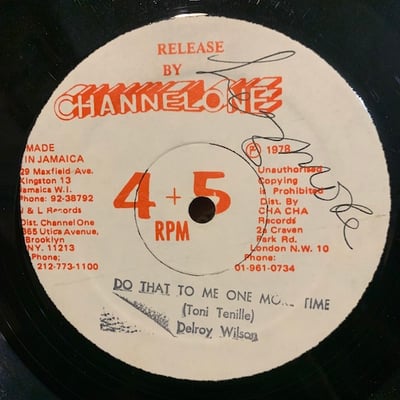 RELEASE
BY
CHANNEL ONE
MADE
IN JAMAICA
29 Maxfield Ave.
Kingston 13
Jamaica W.I.
Phone: 92-38792
J & L Records
Dist. Channel One
365 Utica Avenue,
Brooklyn
NY. 11213
Phone:
212-773-1100
4 + 5
RPM
℗ 1978
Unauthorised
Copying
is Prohibited
Dist. By
CHA CHA
Records
2a Craven
Park Rd.
London N.W. 10
Phone:
01-961-0734
DO THAT TO ME ONE MORE TIME
(Toni Tenille)
Delroy Wilson